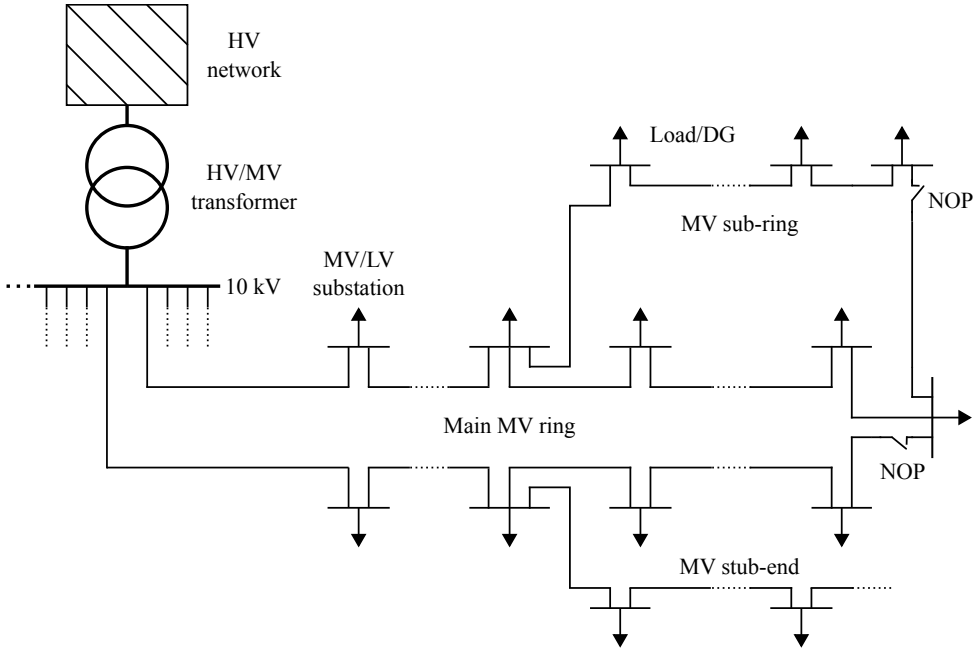 HV
network
HV/MV
transformer
10 kV
MV/LV
substation
Load/DG
MV sub-ring
NOP
Main MV ring
NOP
MV stub-end